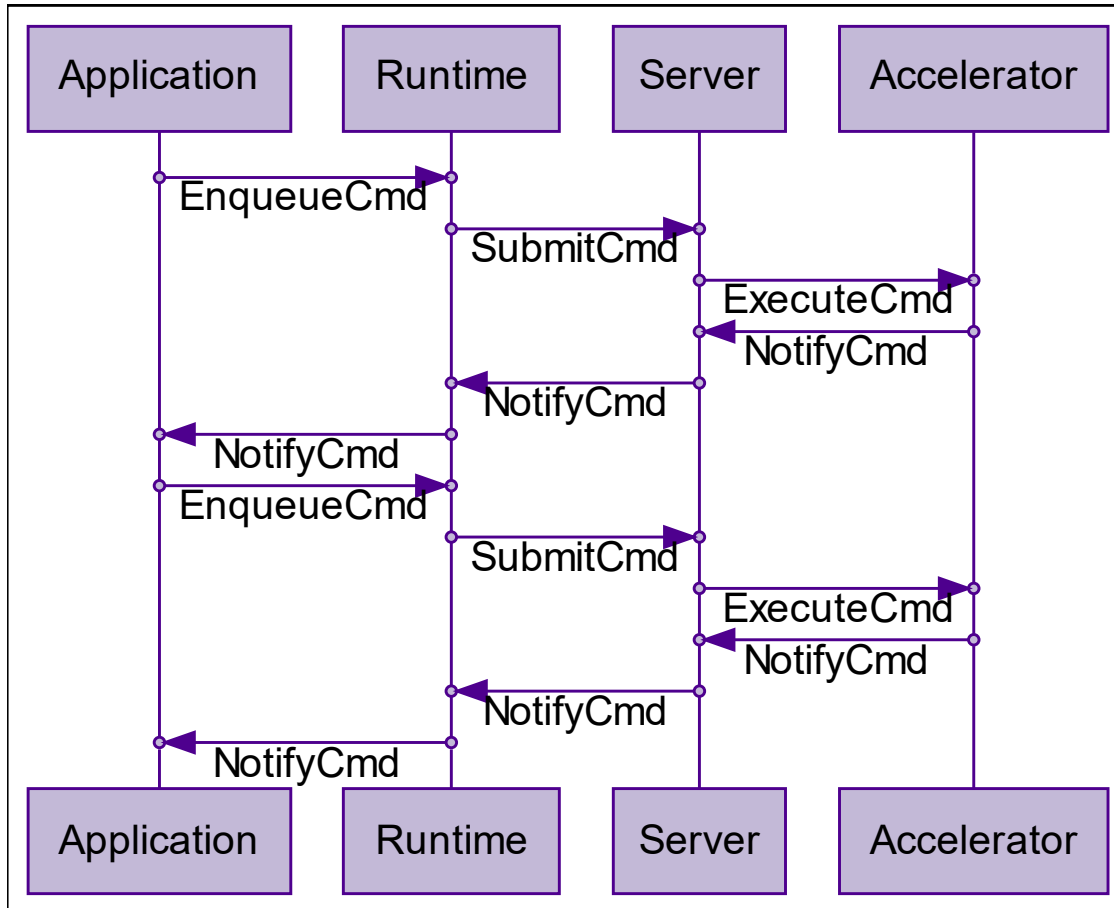 Application Runtime Server Accelerator
EnqueueCmd
SubmitCmd
ExecuteCmd
NotifyCmd
NotifyCmd
NotifyCmd
EnqueueCmd
SubmitCmd
ExecuteCmd
NotifyCmd
NotifyCmd
NotifyCmd
Application Runtime Server Accelerator